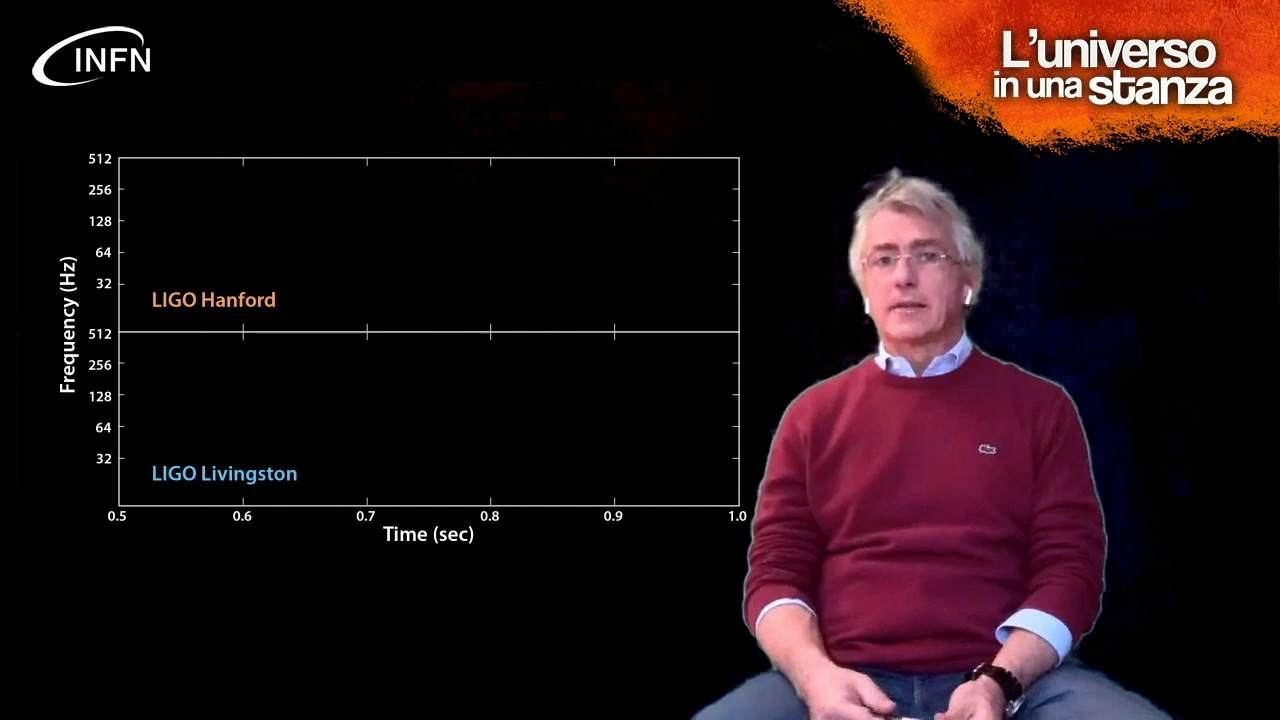 INFN
L'universo
in una stanza
512
256
128
64
32
LIGO Hanford
512
256
128
64
32
LIGO Livingston
Frequency (Hz)
0.5 0.6 0.7 0.8 0.9 1.0
Time (sec)